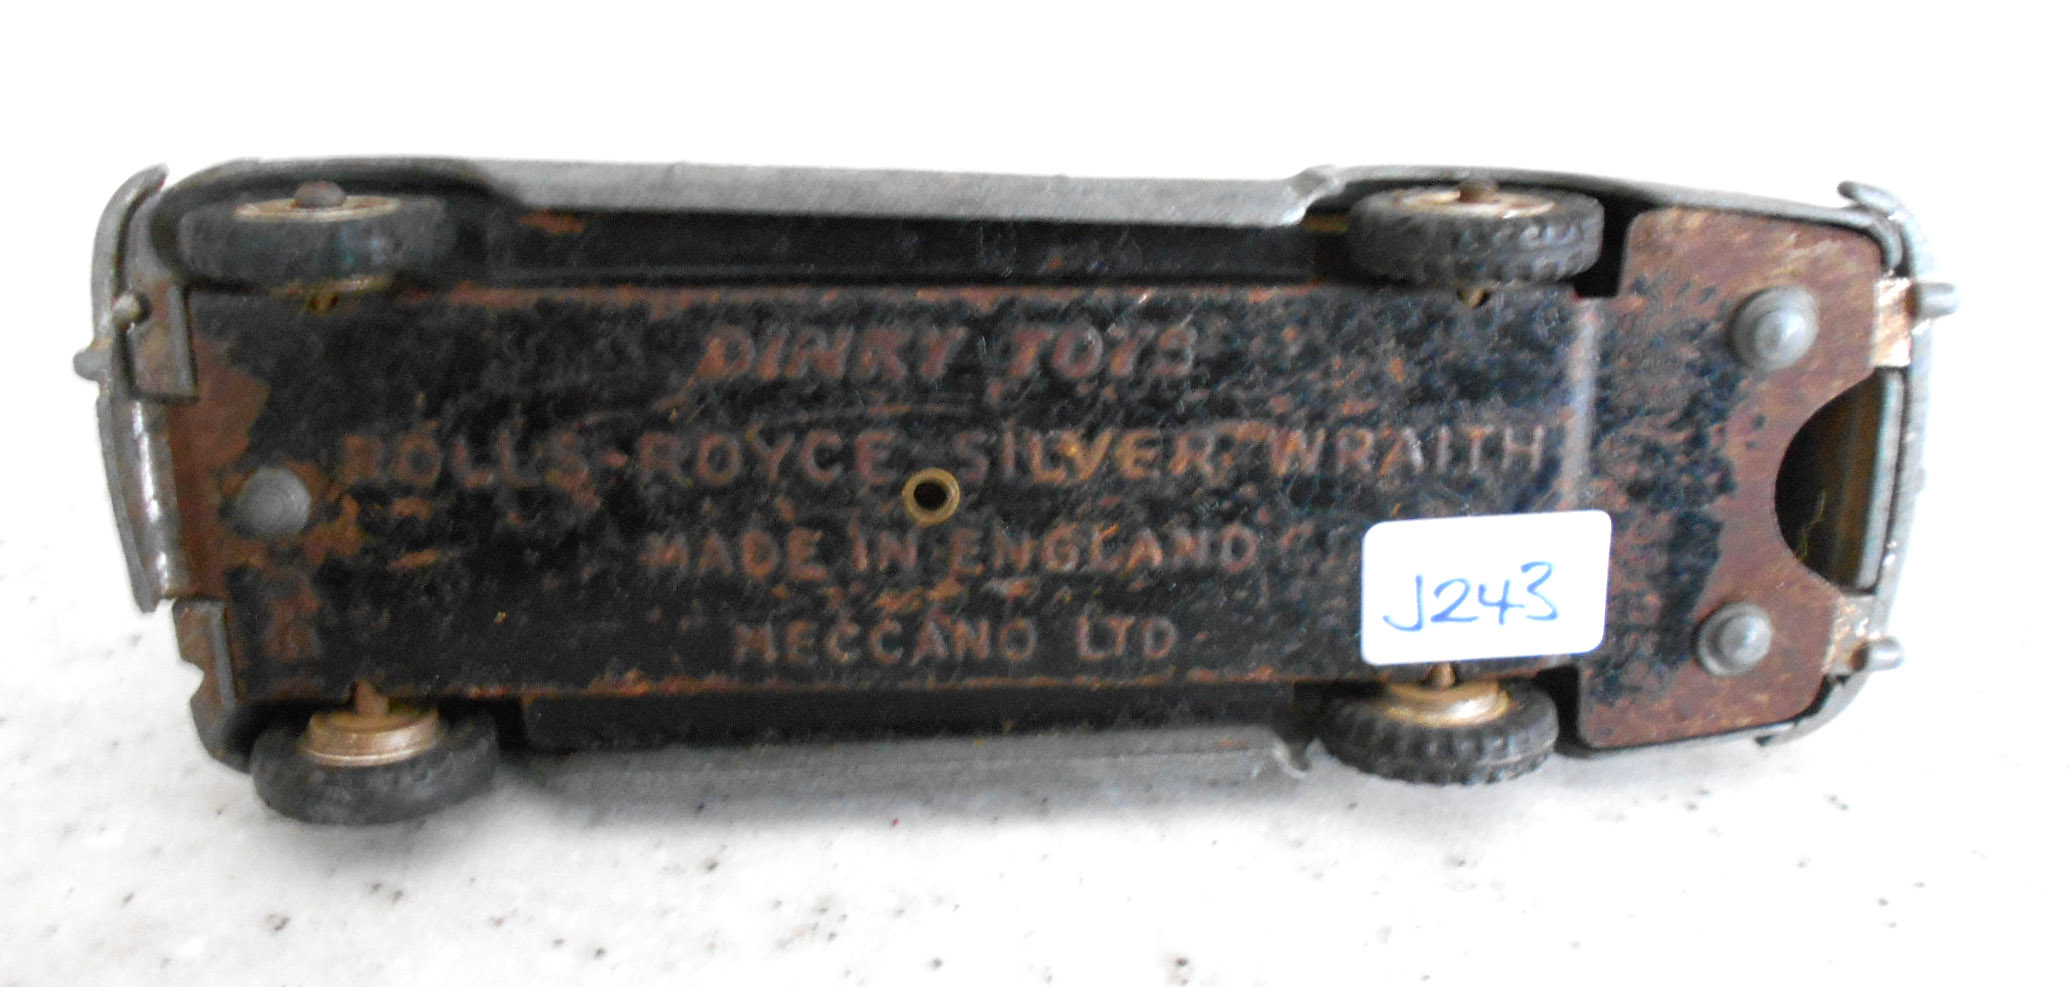 DINKY TOYS
ROLLS-ROYCE SILVER WRAITH
MADE IN ENGLAND
MECCANO LTD
J243